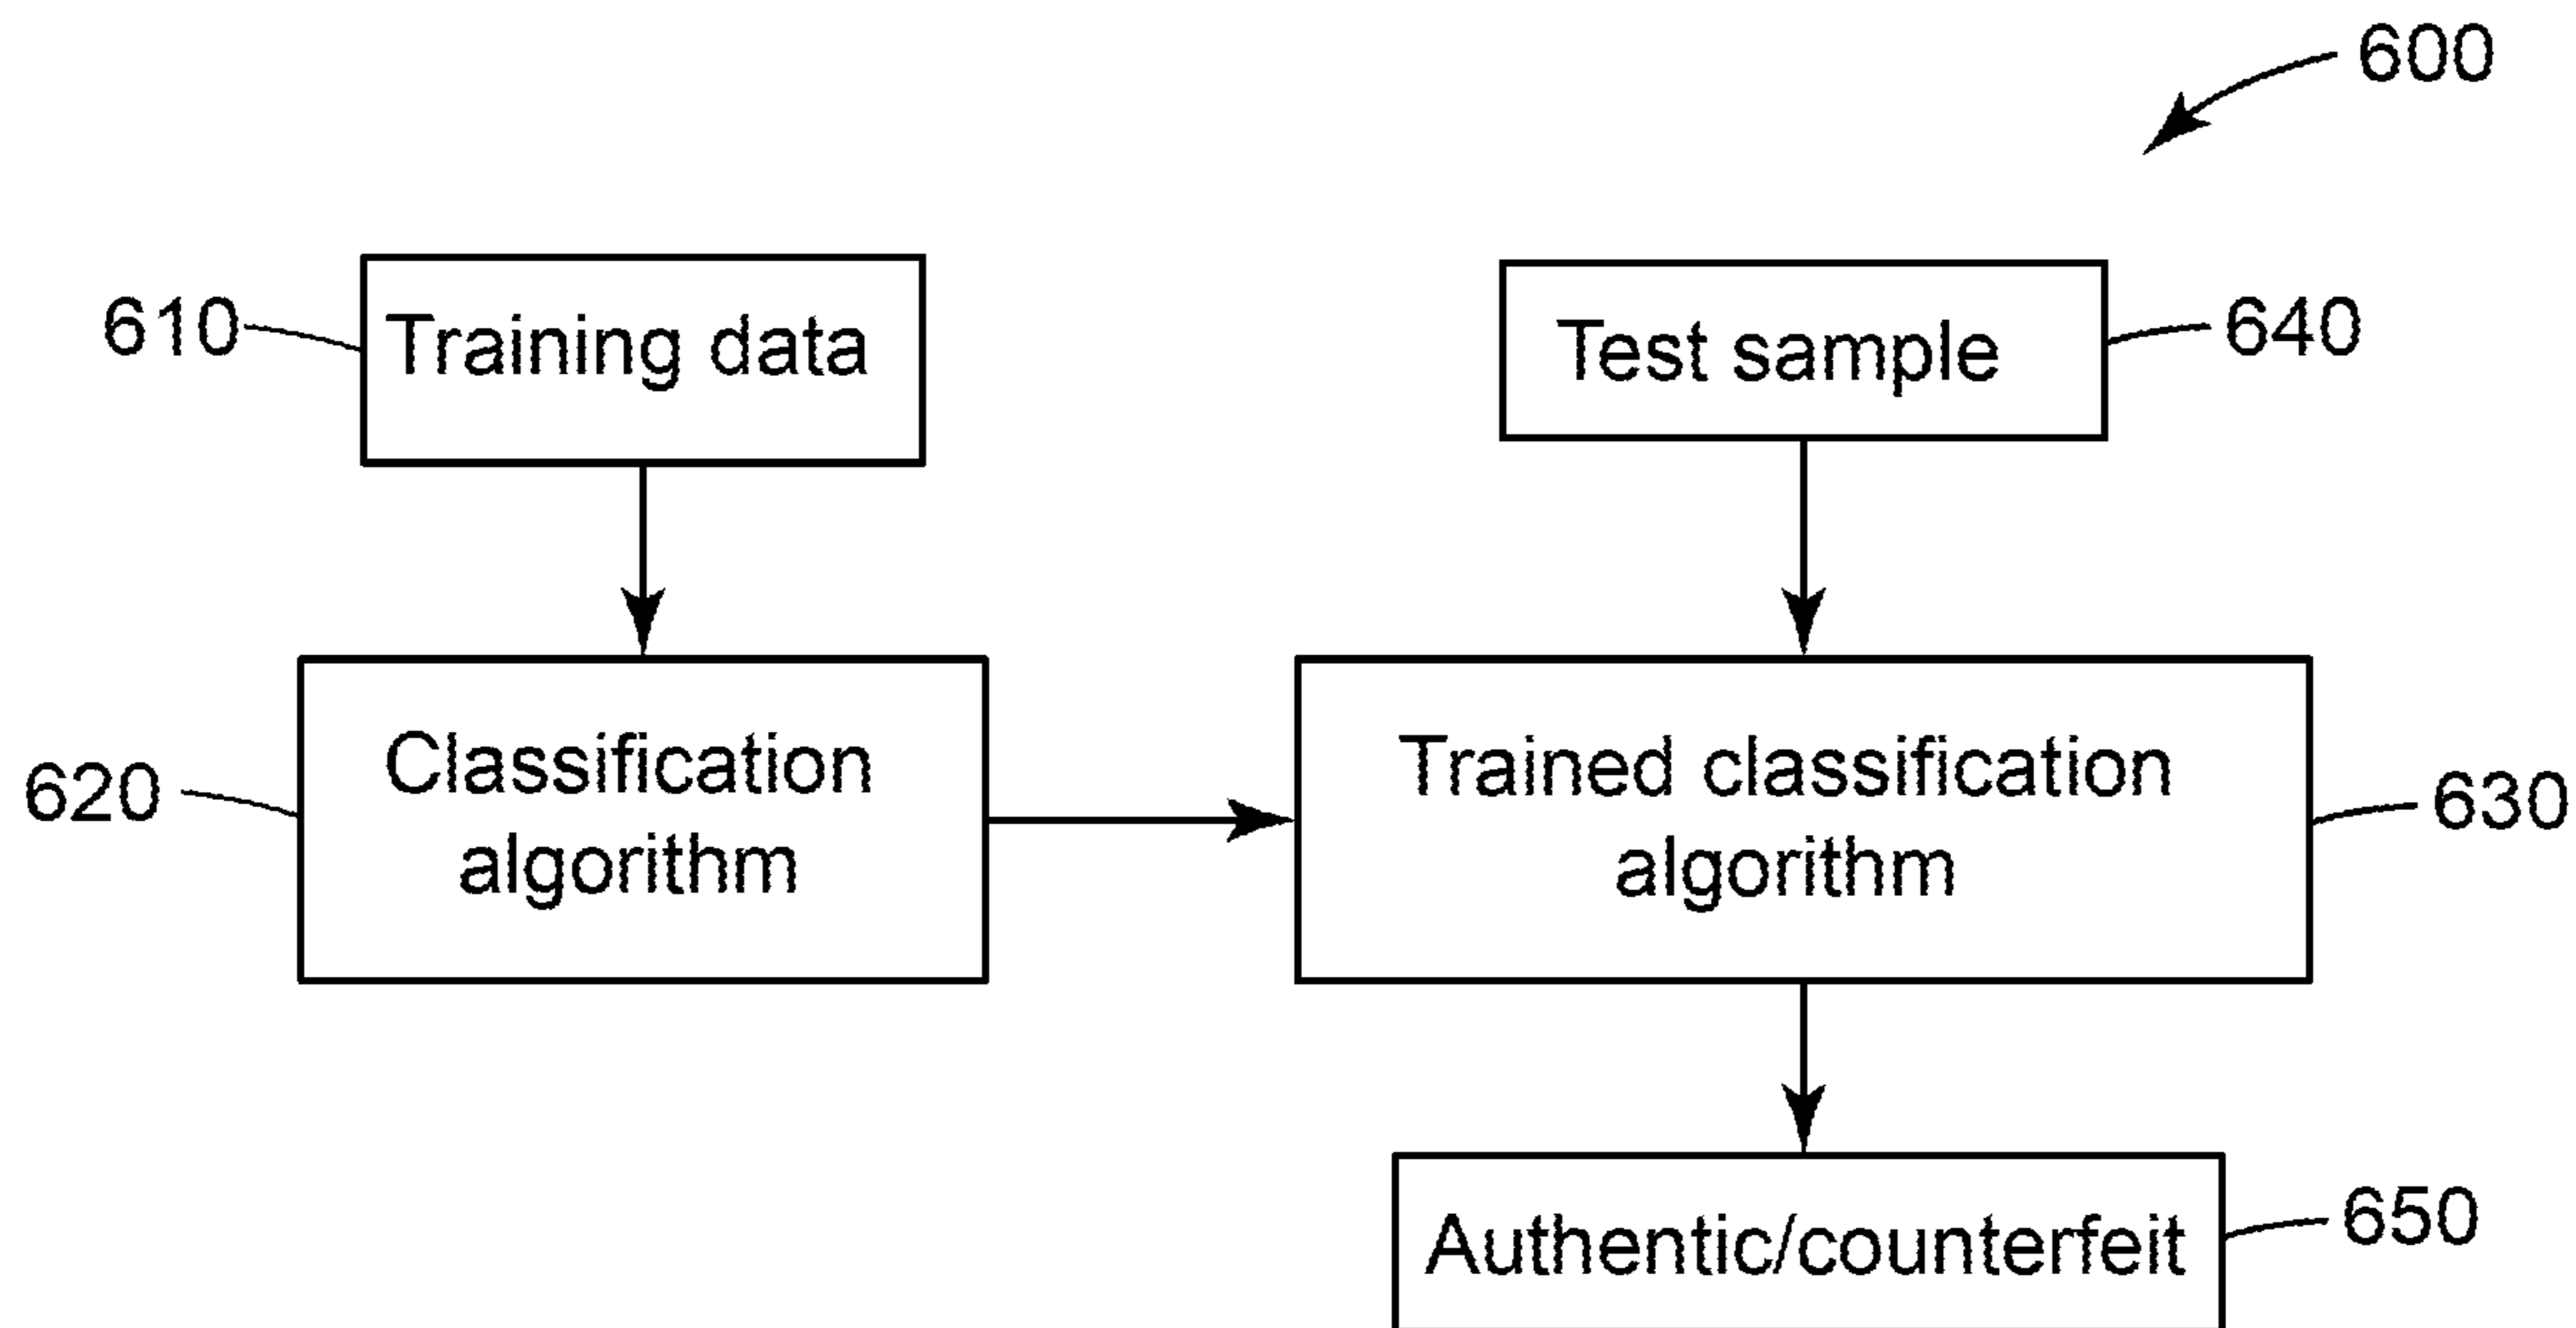 600
610
Training data
Test sample
640
620
Classification
algorithm
Trained classification
algorithm
630
Authentic/counterfeit
650